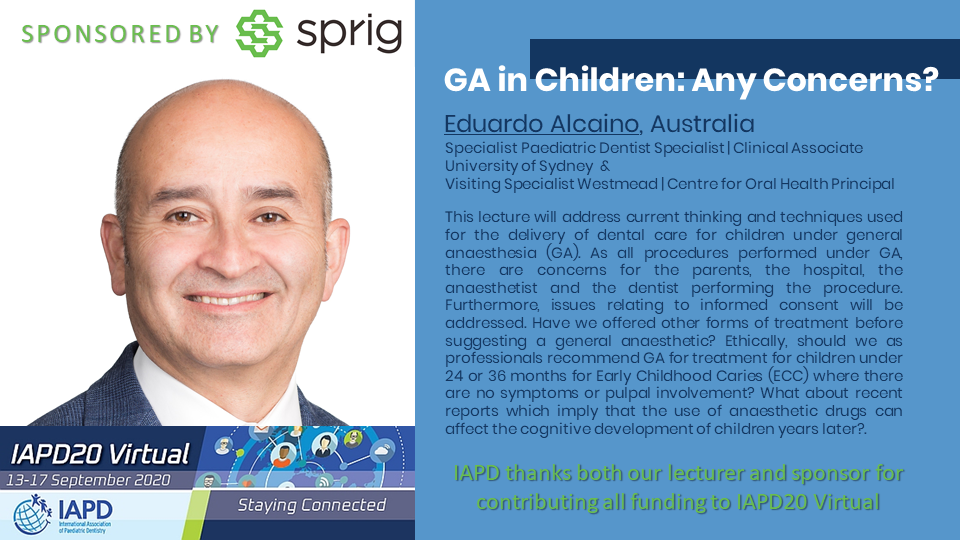 SPONSORED BY sprig
GA in Children: Any Concerns?
Eduardo Alcaino, Australia
Specialist Paediatric Dentist Specialist | Clinical Associate
University of Sydney &
Visiting Specialist Westmead | Centre for Oral Health Principal
This lecture will address current thinking and techniques used
for the delivery of dental care for children under general
anaesthesia (GA). As all procedures performed under GA,
there are concerns for the parents, the hospital, the
anaesthetist and the dentist performing the procedure.
Furthermore, issues relating to informed consent will be
addressed. Have we offered other forms of treatment before
suggesting a general anaesthetic? Ethically, should we as
professionals recommend GA for treatment for children under
24 or 36 months for Early Childhood Caries (ECC) where there
are no symptoms or pulpal involvement? What about recent
reports which imply that the use of anaesthetic drugs can
affect the cognitive development of children years later?.
IAPD thanks both our lecturer and sponsor for
contributing all funding to IAPD20 Virtual
IAPD20 Virtual
13-17 September 2020
Staying Connected
IAPD
International Association
of Paediatric Dentistry